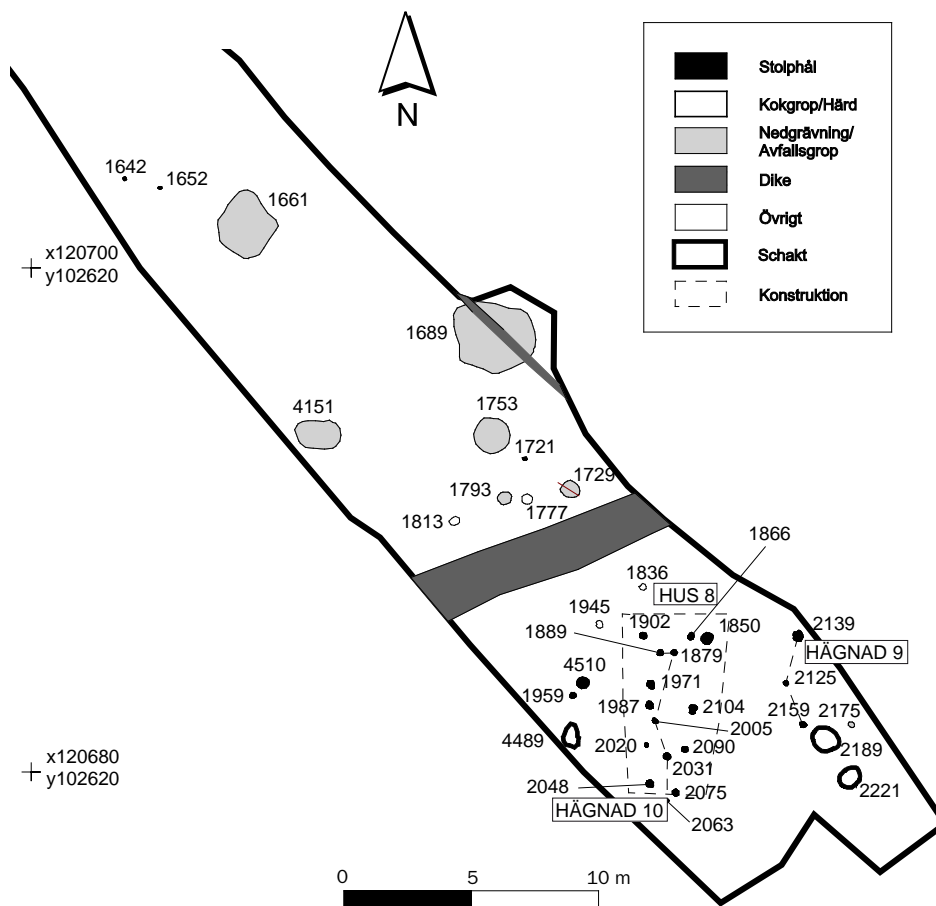 N
Stolphål
Kokgrop/Härd
Nedgrävning/
Avfallsgrop
Dike
Övrigt
Schakt
Konstruktion
1642
1652
1661
x120700
y102620
1689
4151
1753
1721
1729
1793
1777
1813
1866
1836
HUS 8
1945
1902
1850
2139
1889
1879
HÄGNAD 9
4510
1971
2125
1959
1987
2104
2159
2175
2005
4489
2020
2090
2189
x120680
y102620
2031
2048
2075
2221
HÄGNAD 10
2063
0
5
10 m